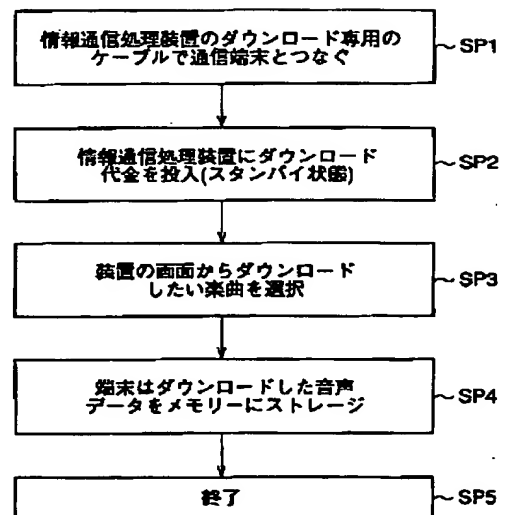 情報通信処理装置のダウンロード専用の
ケーブルで通信端末とつなぐ
SP1
情報通信処理装置にダウンロード
代金を投入(スタンバイ状態)
SP2
装置の画面からダウンロード
したい楽曲を選択
SP3
端末はダウンロードした音声
データをメモリーにストレージ
SP4
終了
SP5